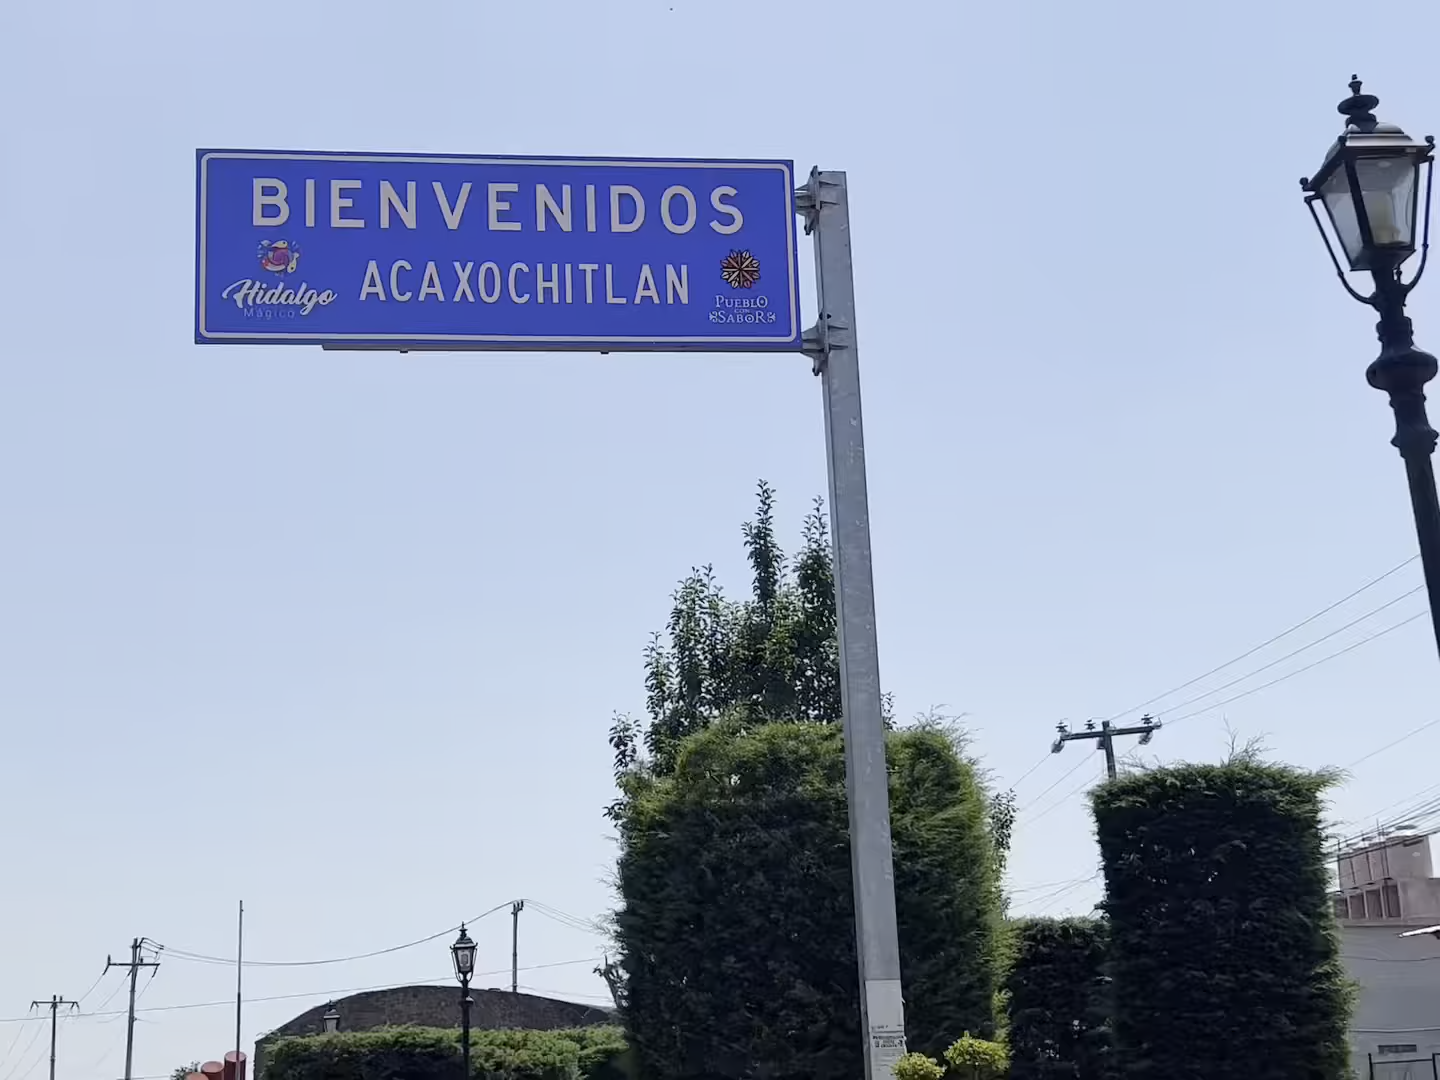 BIENVENIDOS
ACAXOCHITLAN
Hidalgo
Mágico
PUEBLO
CON
SABOR